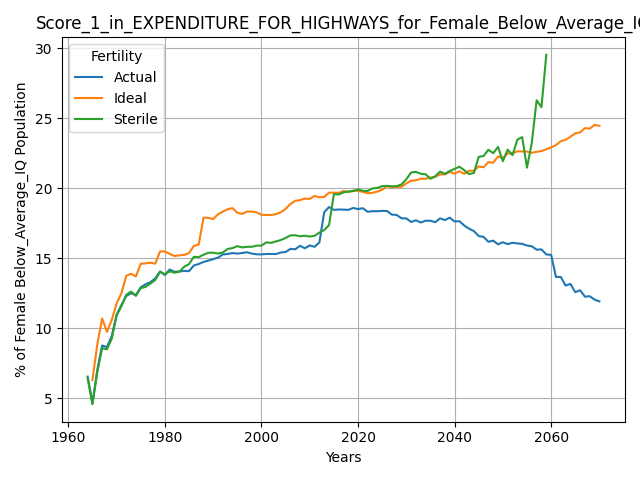 Score_1_in_EXPENDITURE_FOR_HIGHWAYS_for_Female_Below_Average_IQ
Fertility
Actual
Ideal
Sterile
% of Female Below_Average_IQ Population
30
25
20
15
10
5
1960 1980 2000 2020 2040 2060
Years